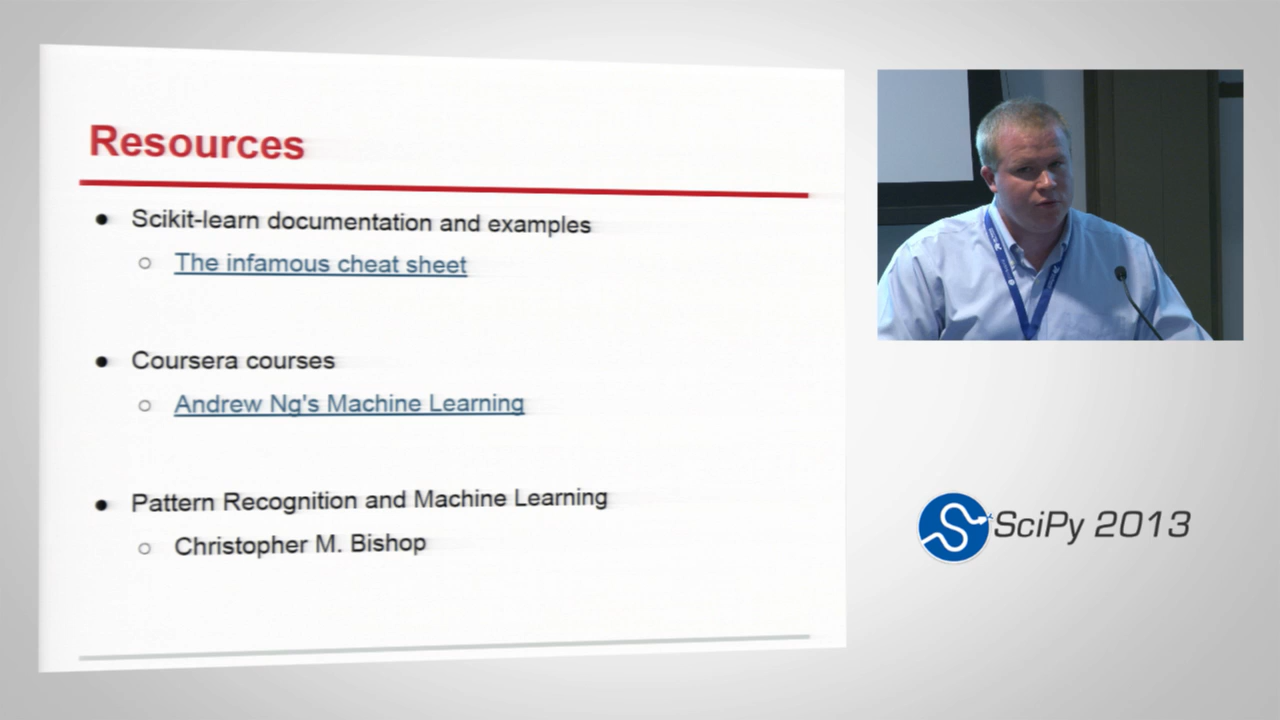 Resources
● Scikit-learn documentation and examples
○ The infamous cheat sheet
● Coursera courses
○ Andrew Ng's Machine Learning
● Pattern Recognition and Machine Learning
○ Christopher M. Bishop
SciPy 2013